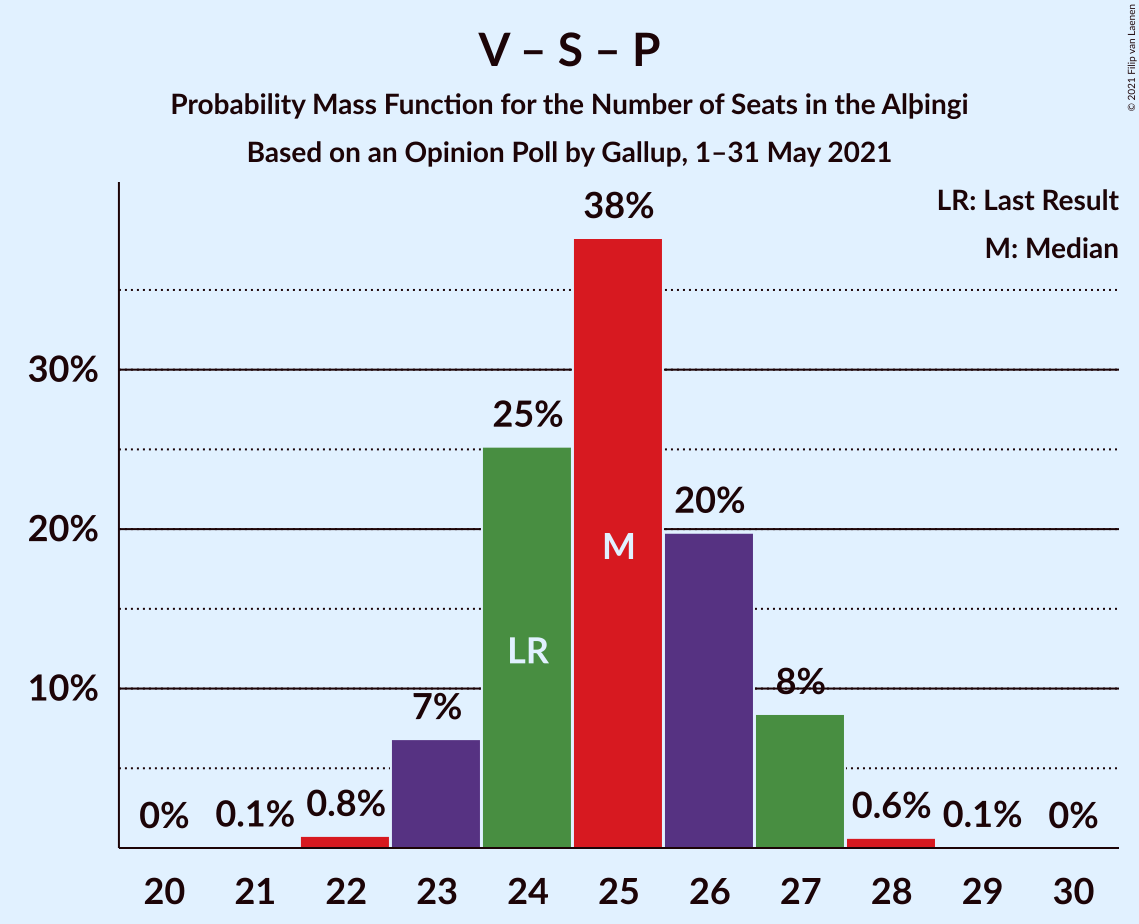 V – S – P
Probability Mass Function for the Number of Seats in the Alþingi
Based on an Opinion Poll by Gallup, 1–31 May 2021
© 2021 Filip van Laenen
LR: Last Result
M: Median
38%
30%
25%
20%
20%
M
LR
10%
8%
7%
0%
0.1%
0.8%
0.6%
0.1%
0%
20 21 22 23 24 25 26 27 28 29 30